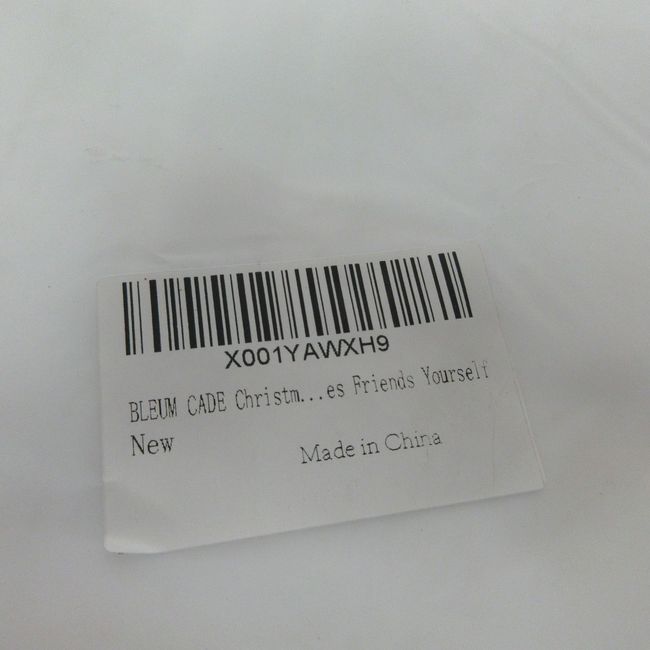 X001YAWXH9
BLEUM CADE Christm...es Friends Yourself
New
Made in China